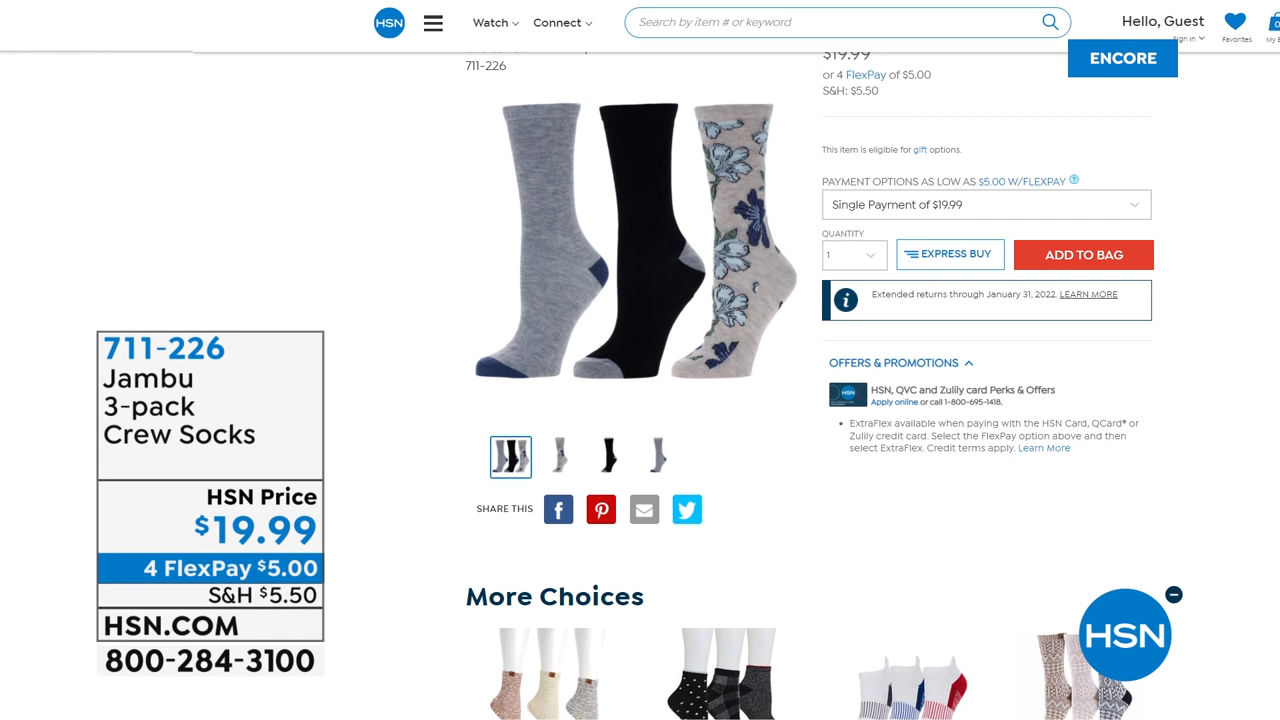 HSN
Watch
Connect
Search by item # or keyword
Hello, Guest
Sign In
Favorites
0
ENCORE
$19.99
711-226
or 4 FlexPay of $5.00
S&H: $5.50
This item is eligible for gift options.
PAYMENT OPTIONS AS LOW AS $5.00 W/FLEXPAY ?
Single Payment of $19.99
QUANTITY
1
EXPRESS BUY
ADD TO BAG
i
Extended returns through January 31, 2022. LEARN MORE
OFFERS & PROMOTIONS
HSN
HSN, QVC and Zulily card Perks & Offers
Apply online or call 1-800-695-1418.
• ExtraFlex available when paying with the HSN Card, QCard® or
Zulily credit card. Select the FlexPay option above and then
select ExtraFlex. Credit terms apply. Learn More
SHARE THIS
711-226
Jambu
3-pack
Crew Socks
HSN Price
$19.99
4 FlexPay $5.00
S&H $5.50
HSN.COM
800-284-3100
More Choices
HSN